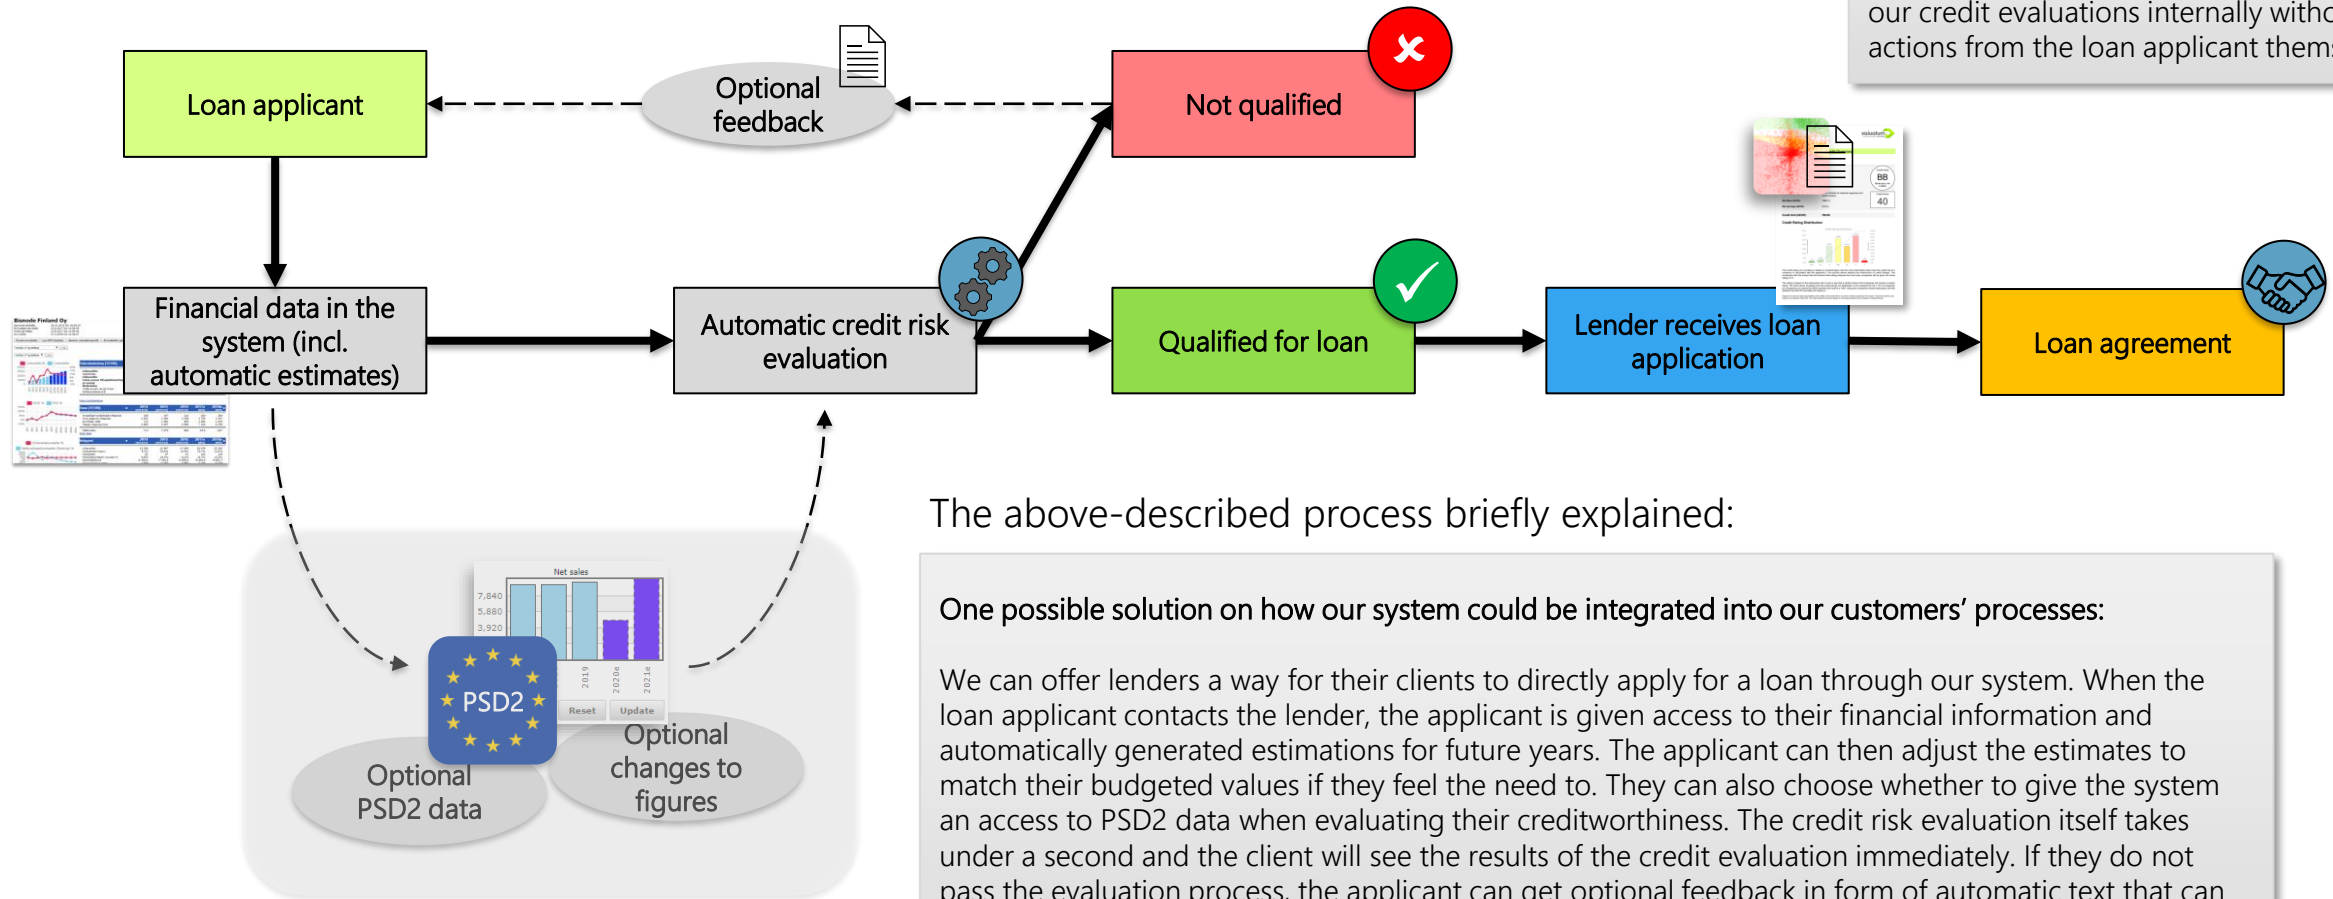 our credit evaluations internally witho
actions from the loan applicant thems
Loan applicant
Optional
feedback
Not qualified
valuatum
BB
40
Financial data in the
system (incl.
automatic estimates)
Automatic credit risk
evaluation
Qualified for loan
Lender receives loan
application
Loan agreement
Bisnode Finland Oy
Net sales
7,840
5,880
3,920
2019
2020e
2021e
Reset
Update
PSD2
Optional
PSD2 data
Optional
changes to
figures
The above-described process briefly explained:
One possible solution on how our system could be integrated into our customers’ processes:
We can offer lenders a way for their clients to directly apply for a loan through our system. When the
loan applicant contacts the lender, the applicant is given access to their financial information and
automatically generated estimations for future years. The applicant can then adjust the estimates to
match their budgeted values if they feel the need to. They can also choose whether to give the system
an access to PSD2 data when evaluating their creditworthiness. The credit risk evaluation itself takes
under a second and the client will see the results of the credit evaluation immediately. If they do not
pass the evaluation process, the applicant can get optional feedback in form of automatic text that can